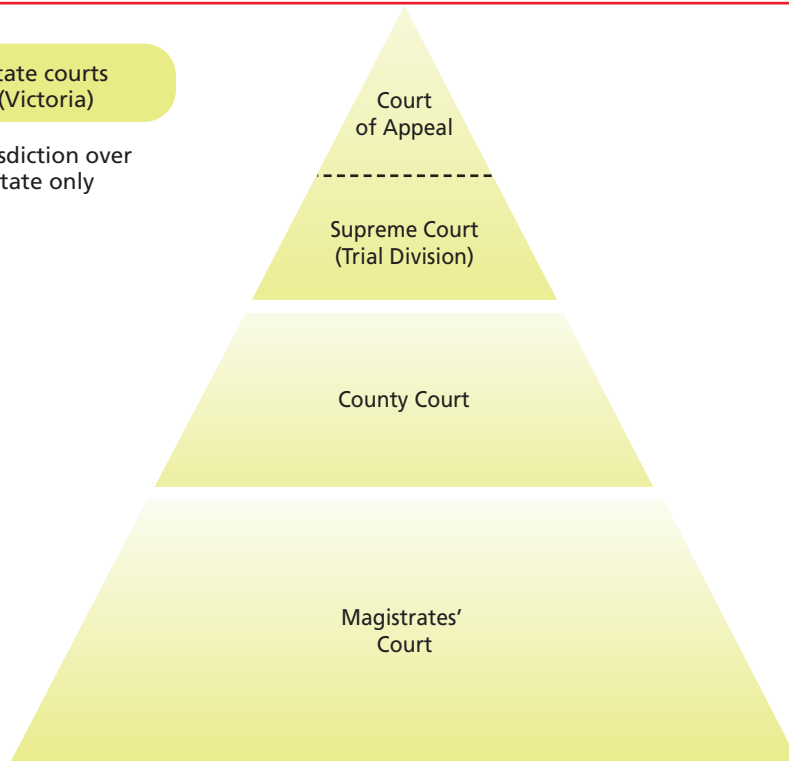 tate courts
(Victoria)
sdiction over
tate only
Court
of Appeal
Supreme Court
(Trial Division)
County Court
Magistrates’
Court